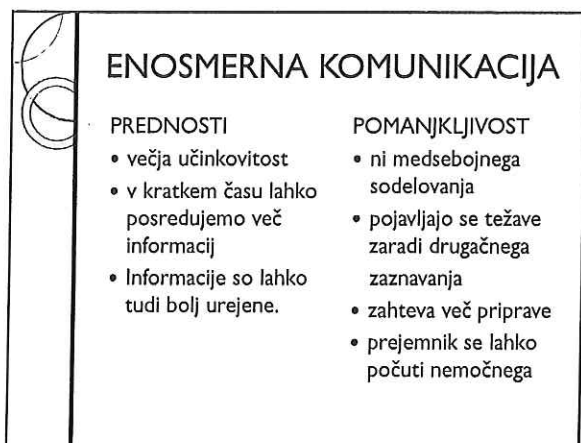 ENOSMERNA KOMUNIKACIJA
PREDNOSTI
• večja učinkovitost
• v kratkem času lahko
posredujemo več
informacij
• Informacije so lahko
tudi bolj urejene.
POMANJKLJIVOST
• ni medsebojnega
sodelovanja
• pojavljajo se težave
zaradi drugačnega
zaznavanja
• zahteva več priprave
• prejemnik se lahko
počuti nemočnega